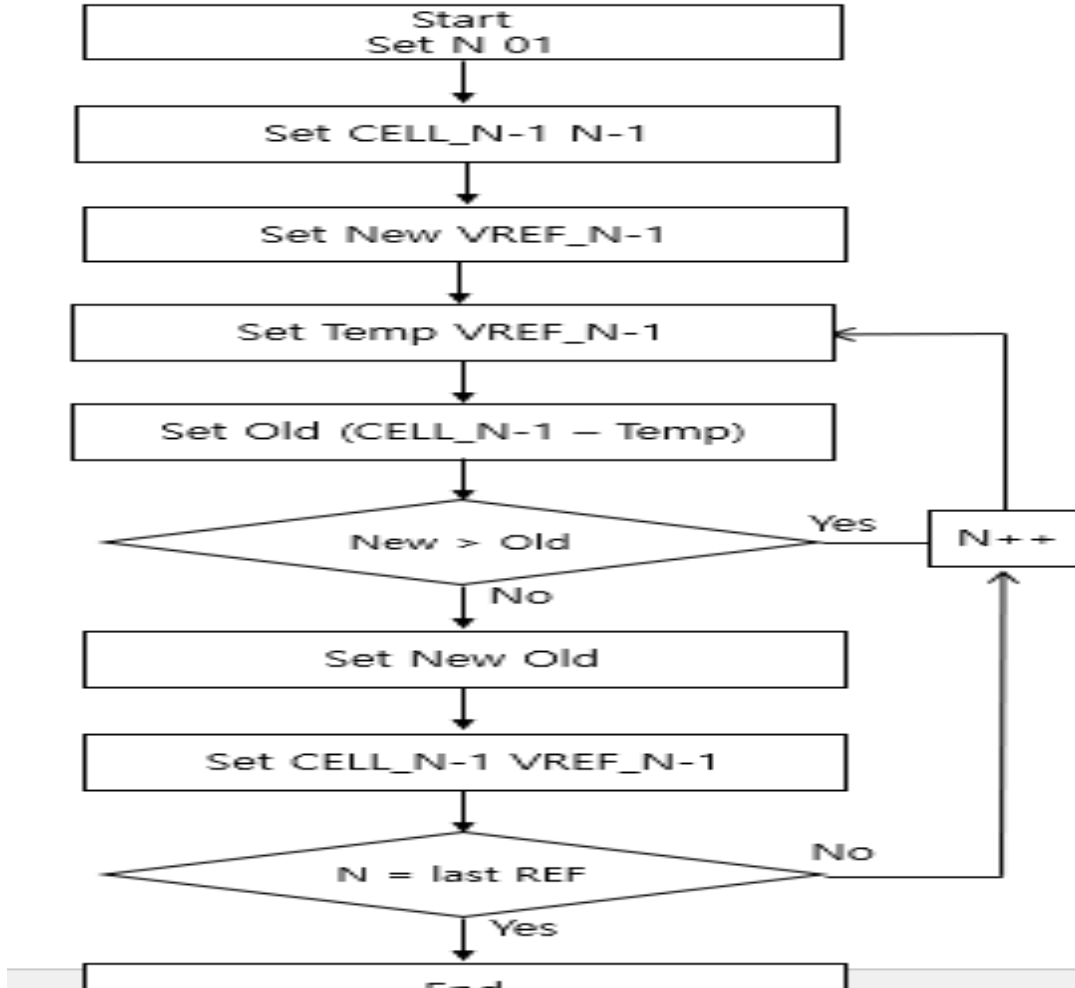 Start
Set N 01
Set CELL_N-1 N-1
Set New VREF_N-1
Set Temp VREF_N-1
Set Old (CELL_N-1 – Temp)
New > Old
Yes
N++
No
Set New Old
Set CELL_N-1 VREF_N-1
N = last REF
No
Yes
End